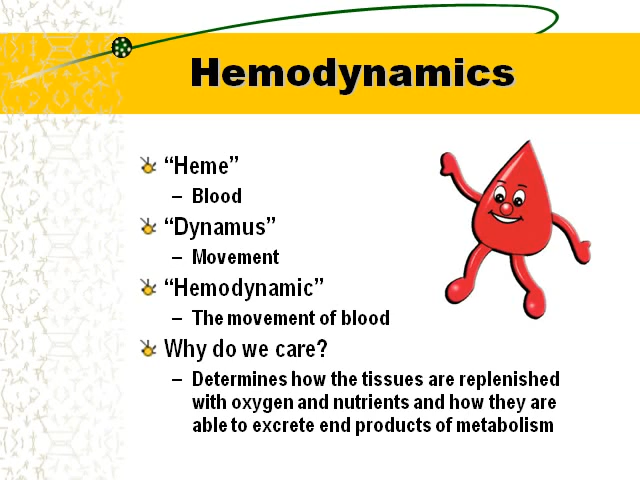 Hemodynamics
“Heme”
– Blood
“Dynamus”
– Movement
“Hemodynamic”
– The movement of blood
Why do we care?
– Determines how the tissues are replenished
with oxygen and nutrients and how they are
able to excrete end products of metabolism